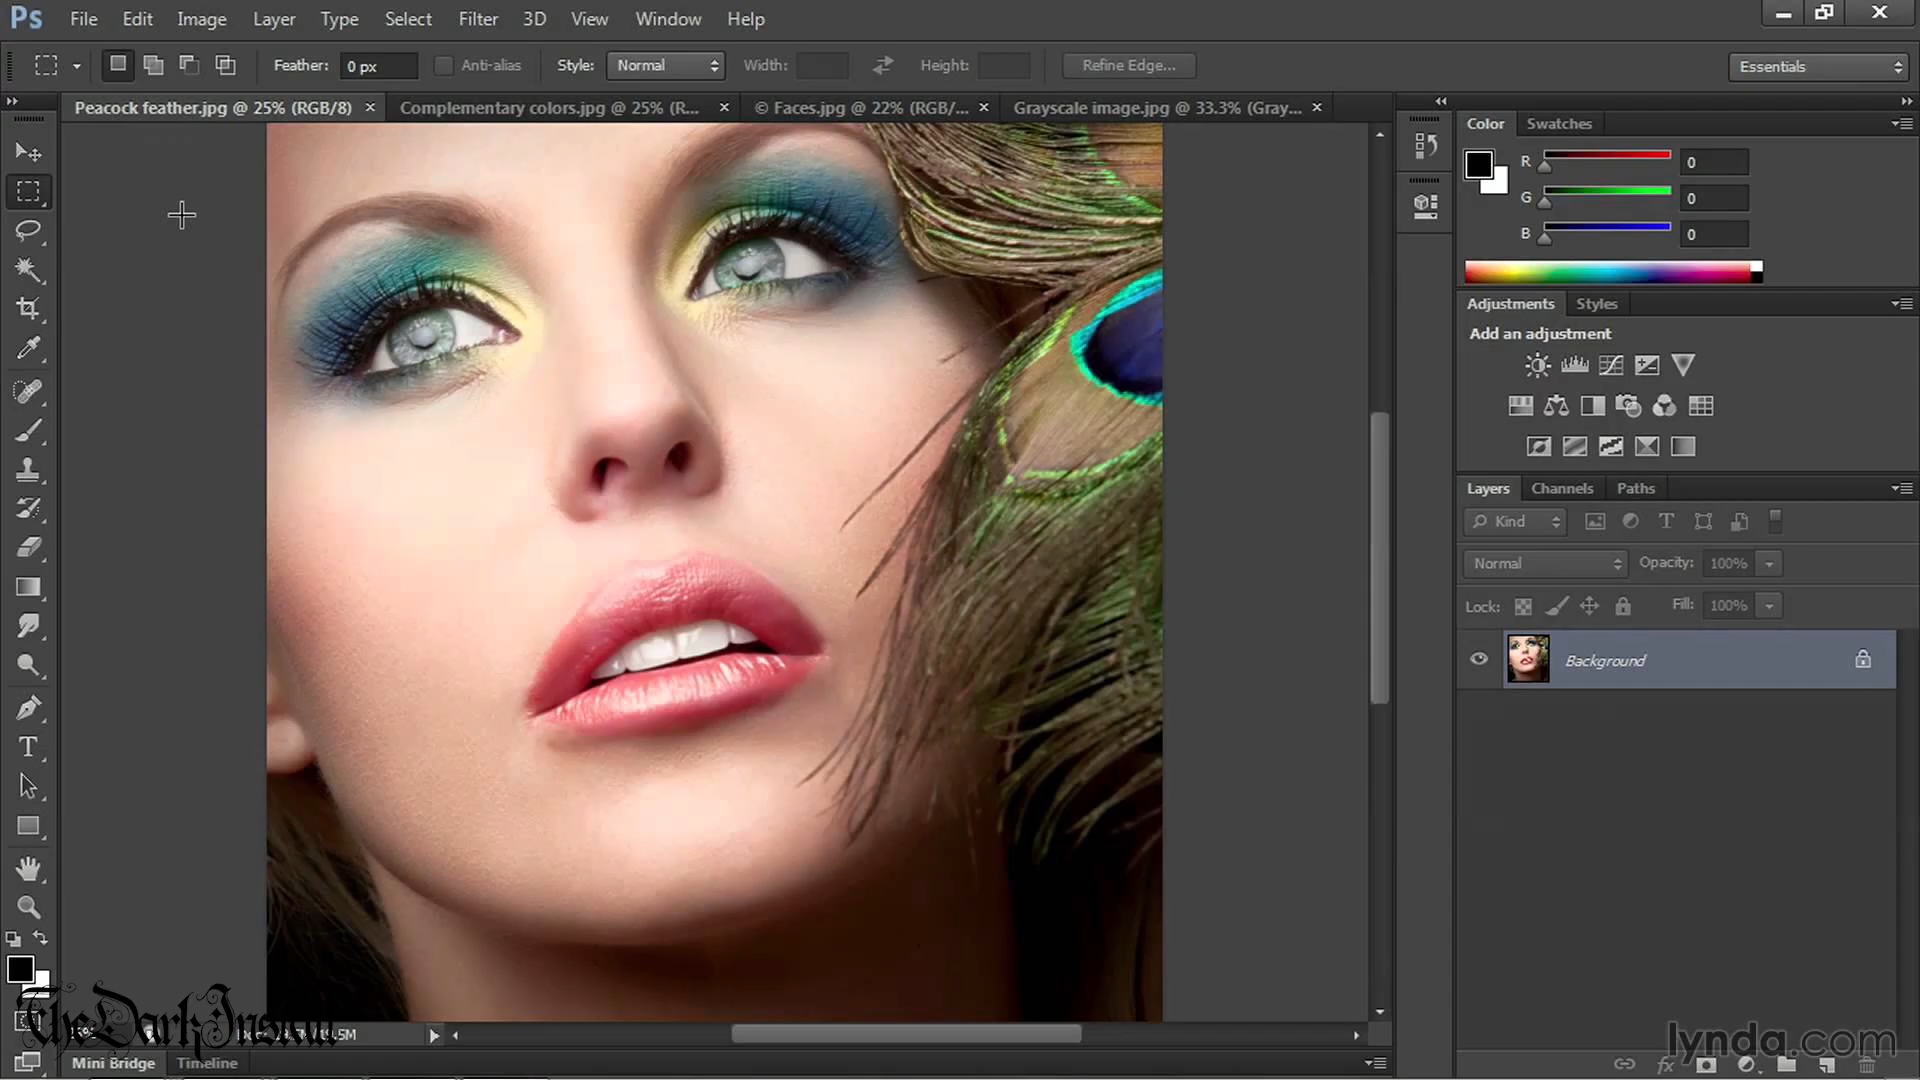 Ps File Edit Image Layer Type Select Filter 3D View Window Help
Feather: 0 px Anti-alias Style: Normal Width: Height: Refine Edge... Essentials
Peacock feather.jpg @ 25% (RGB/8) × Complementary colors.jpg @ 25% (R... × © Faces.jpg @ 22% (RGB/... × Grayscale image.jpg @ 33.3% (Gray... ×
Color Swatches
R 0
G 0
B 0
Adjustments Styles
Add an adjustment
Layers Channels Paths
Kind
Normal Opacity: 100%
Lock: Fill: 100%
Background
TheDarkInstall
lynda.com
Mini Bridge Timeline